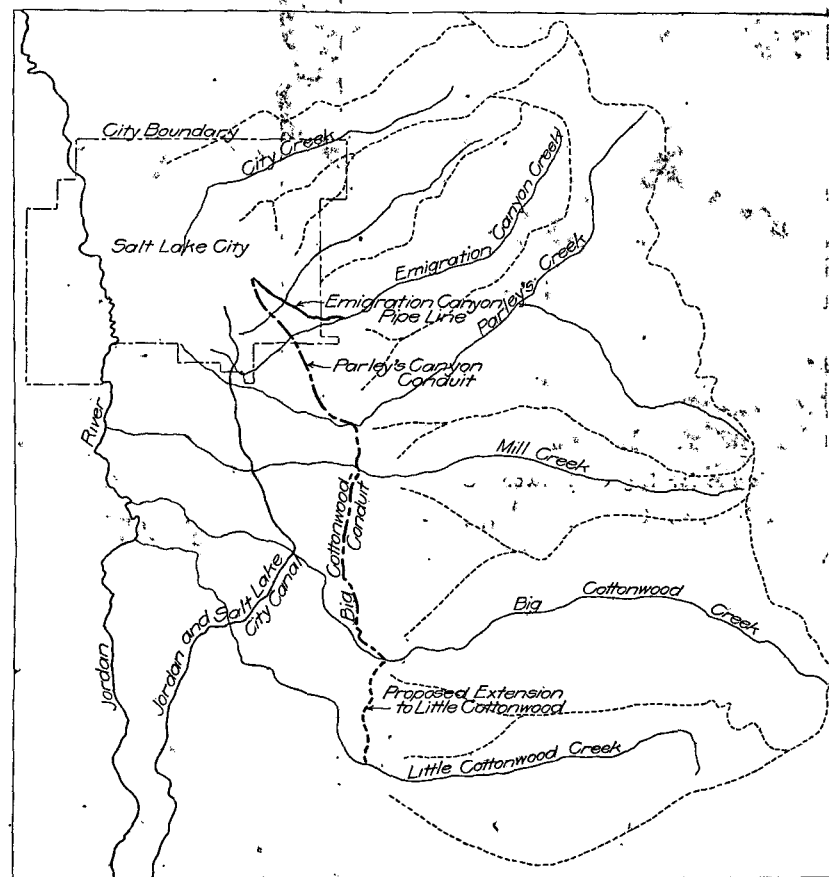 City Boundary
City Creek
Salt Lake City
Emigration Canyon Creek
Parley's Creek
Emigration Canyon
Pipe Line
Parley's Canyon
Conduit
River
Mill Creek
Big Cottonwood
Conduit
Jordan and Salt Lake
City Canal
Big Cottonwood Creek
Jordan
Proposed Extension
to Little Cottonwood
Little Cottonwood Creek